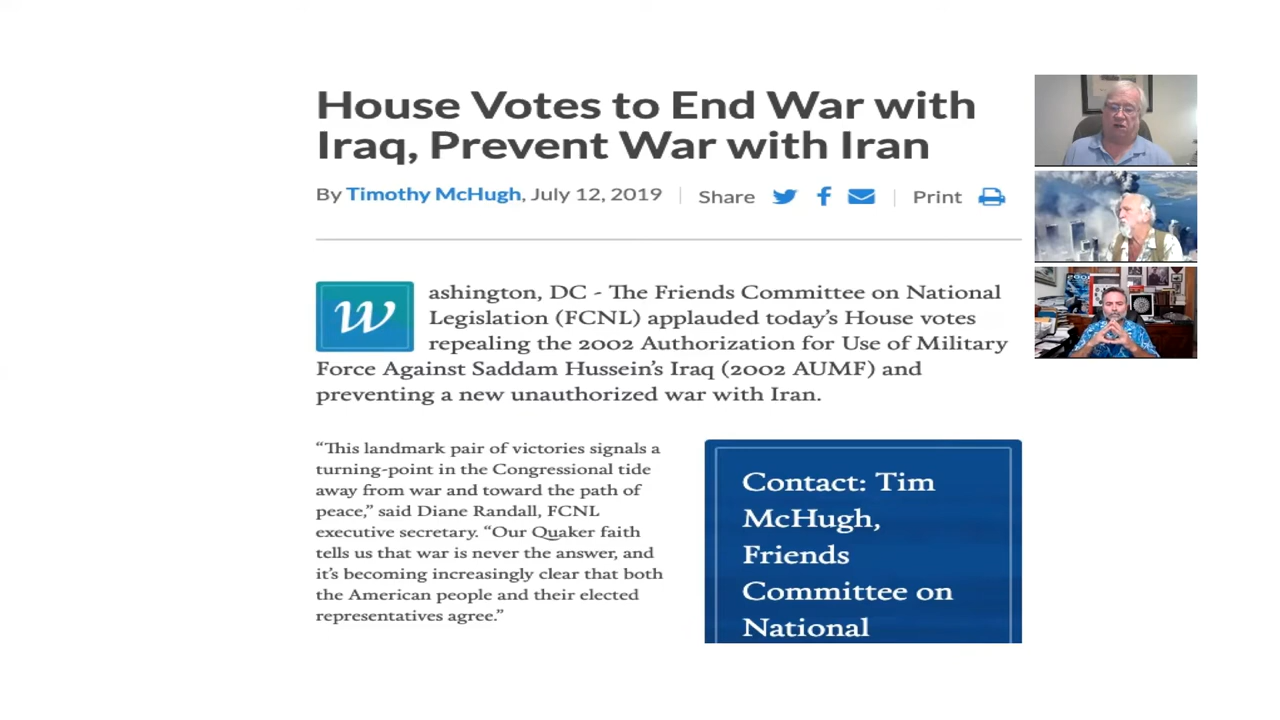 House Votes to End War with
Iraq, Prevent War with Iran
By Timothy McHugh, July 12, 2019 | Share | Print
Washington, DC - The Friends Committee on National
Legislation (FCNL) applauded today's House votes
repealing the 2002 Authorization for Use of Military
Force Against Saddam Hussein's Iraq (2002 AUMF) and
preventing a new unauthorized war with Iran.
“This landmark pair of victories signals a
turning-point in the Congressional tide
away from war and toward the path of
peace,” said Diane Randall, FCNL
executive secretary. “Our Quaker faith
tells us that war is never the answer, and
it's becoming increasingly clear that both
the American people and their elected
representatives agree.”
Contact: Tim
McHugh,
Friends
Committee on
National